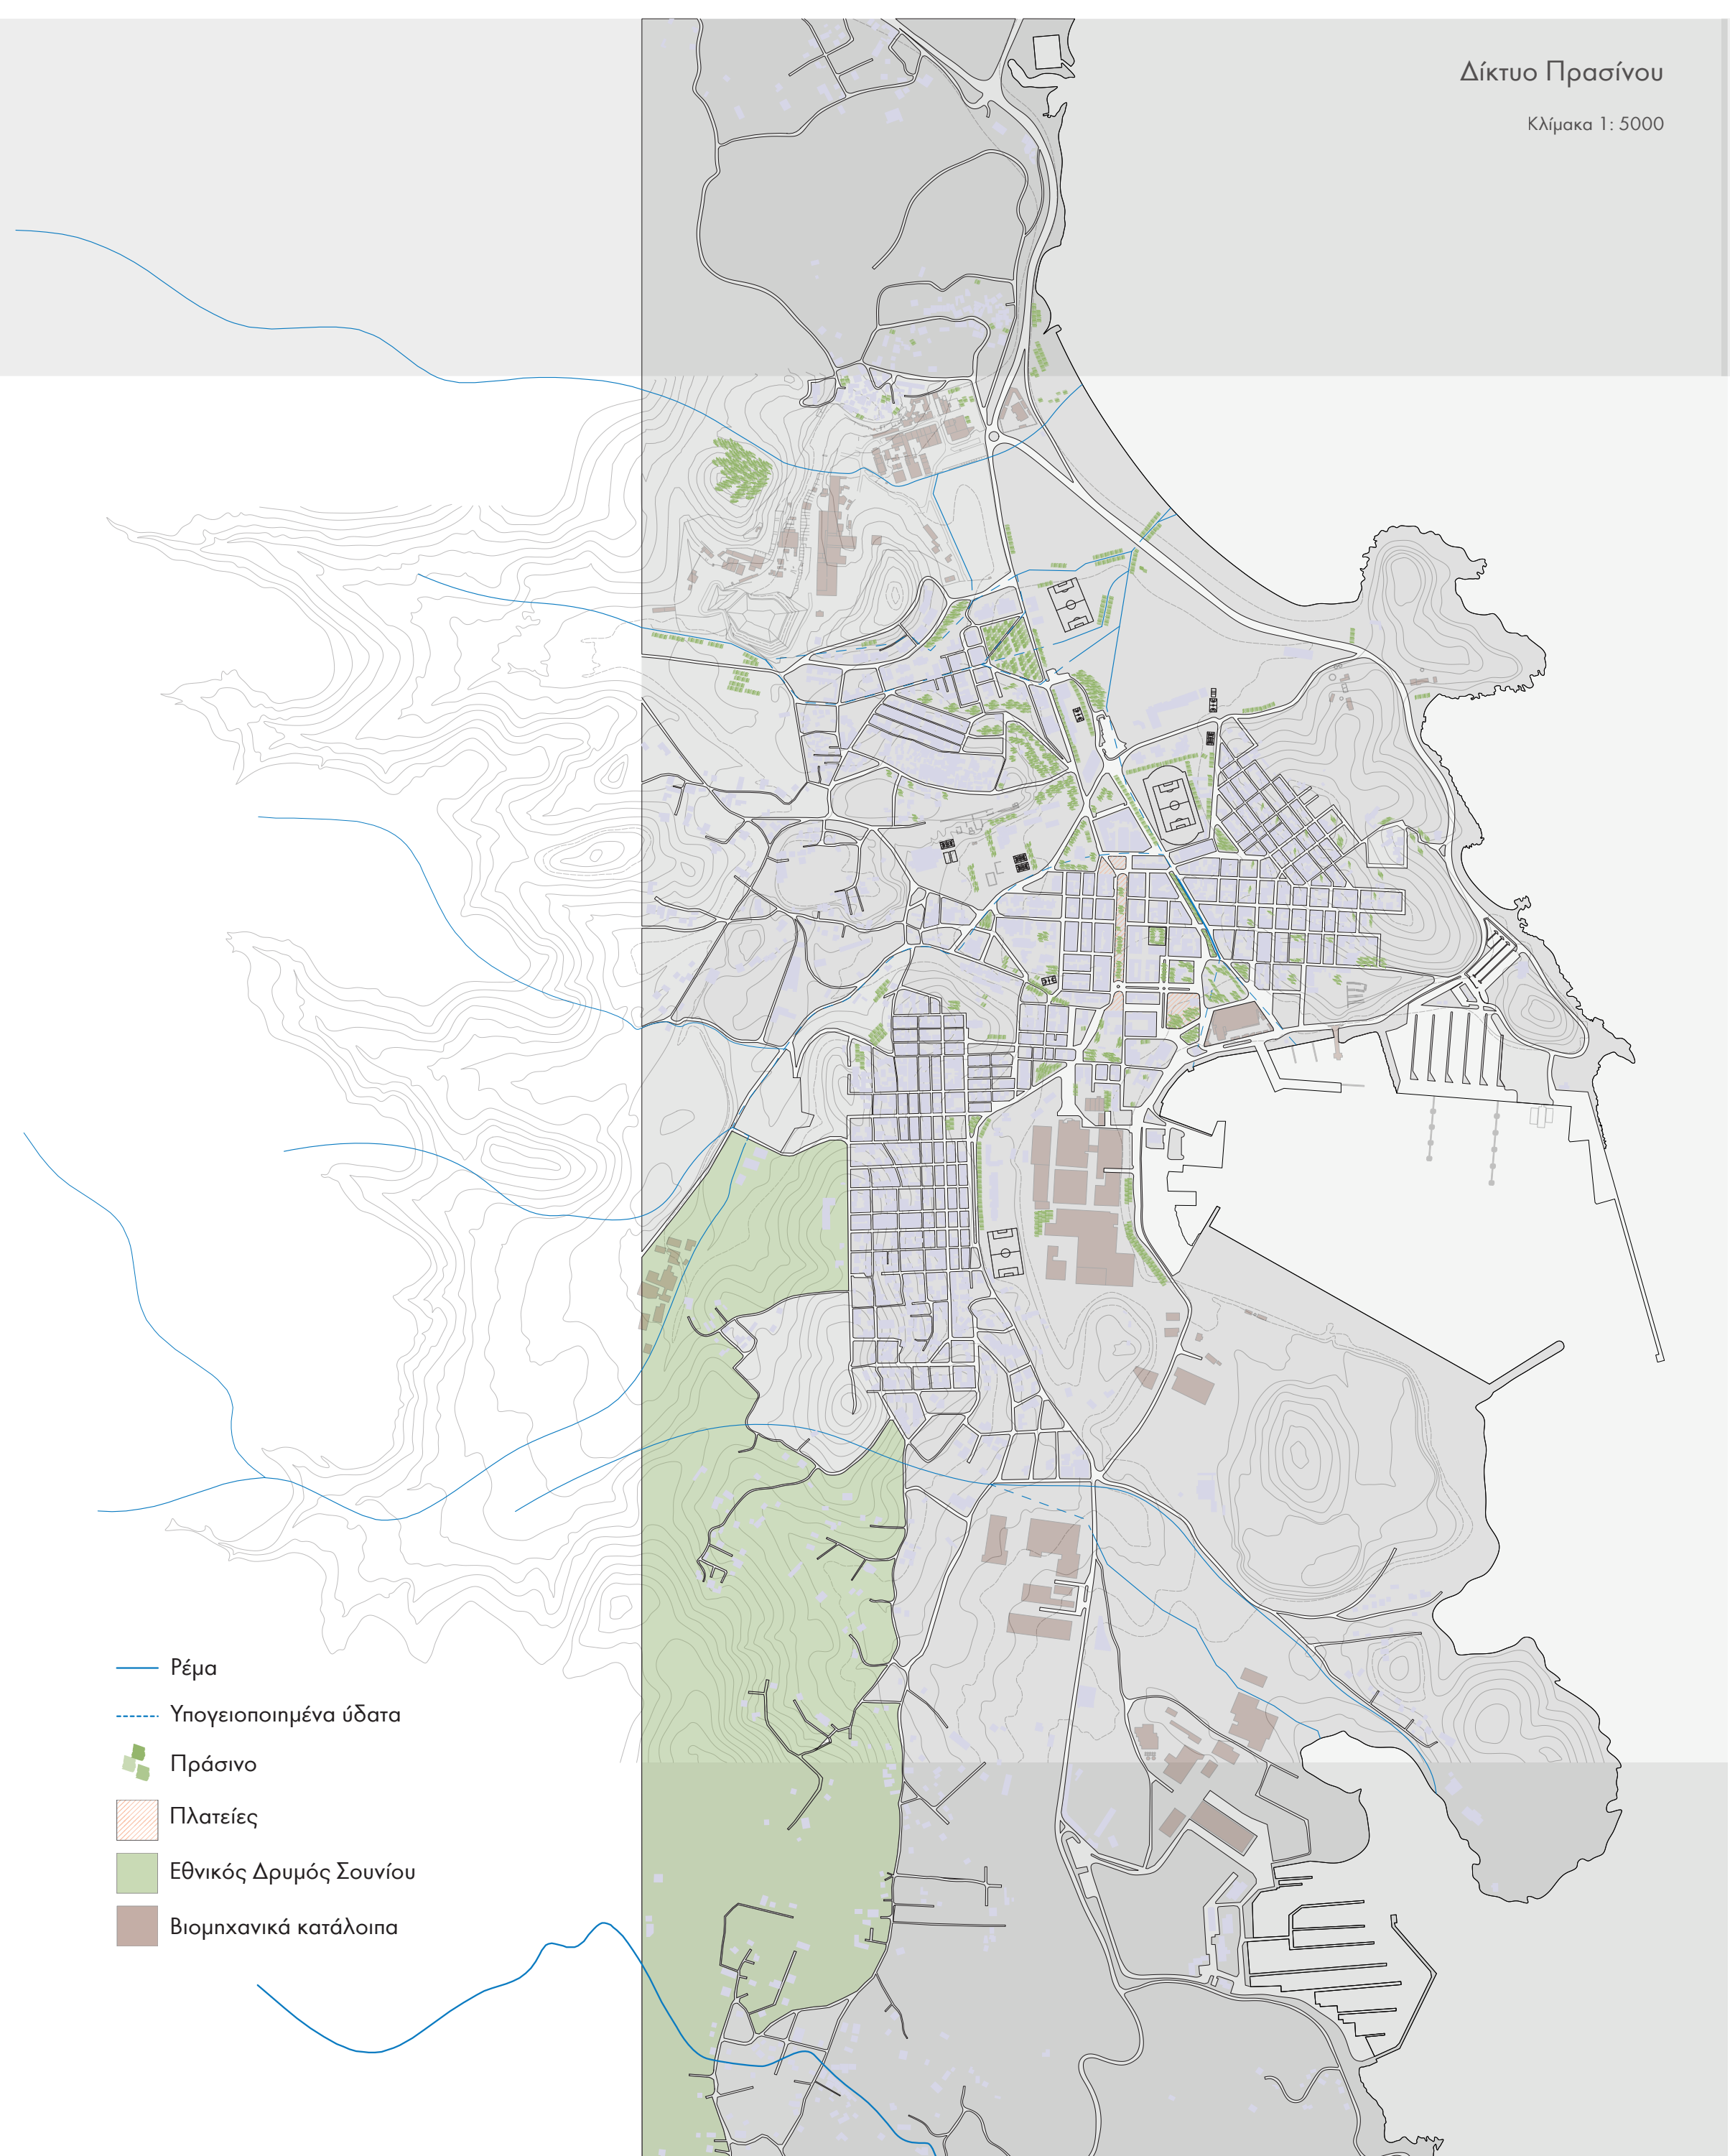 Δίκτυο Πρασίνου
Κλίμακα 1: 5000
Ρέμα
Υπογειοποιημένα ύδατα
Πράσινο
Πλατείες
Εθνικός Δρυμός Σουνίου
Βιομηχανικά κατάλοιπα